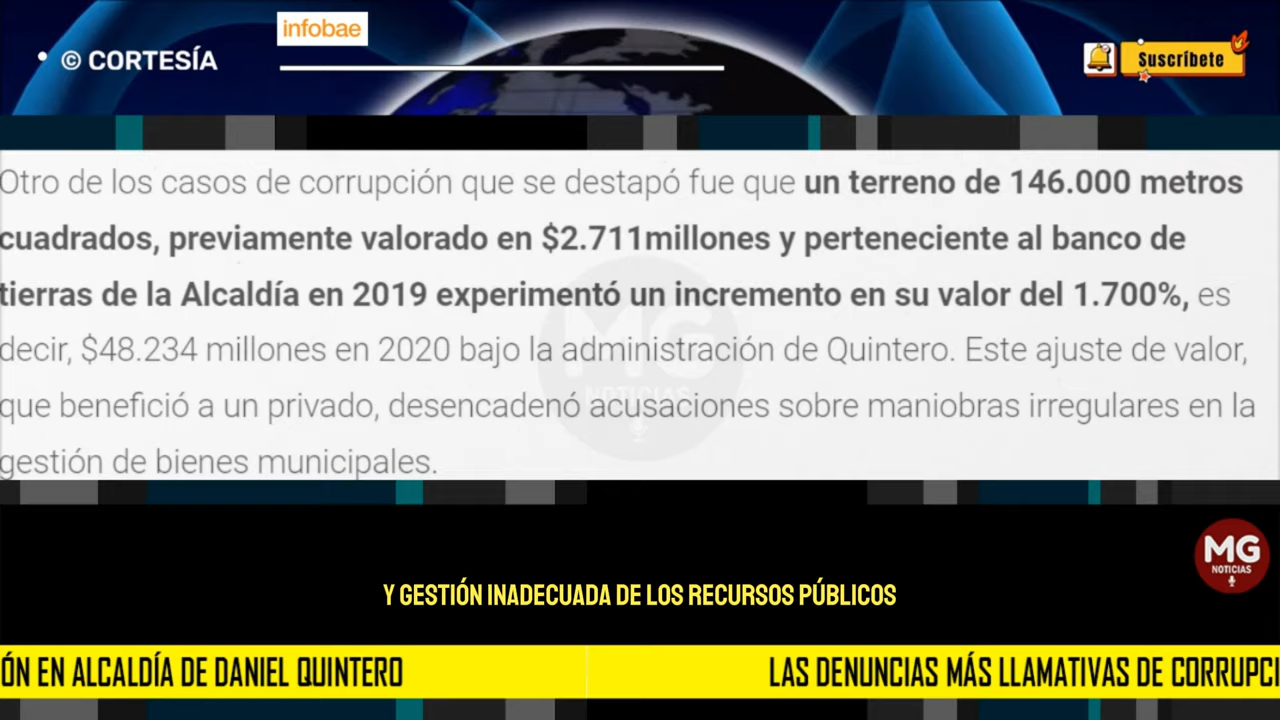 infobae
© CORTESÍA
Suscríbete
Otro de los casos de corrupción que se destapó fue que un terreno de 146.000 metros
cuadrados, previamente valorado en $2.711millones y perteneciente al banco de
tierras de la Alcaldía en 2019 experimentó un incremento en su valor del 1.700%, es
decir, $48.234 millones en 2020 bajo la administración de Quintero. Este ajuste de valor,
que benefició a un privado, desencadenó acusaciones sobre maniobras irregulares en la
gestión de bienes municipales.
MG
NOTICIAS
MG
NOTICIAS
Y GESTIÓN INADECUADA DE LOS RECURSOS PÚBLICOS
ÓN EN ALCALDÍA DE DANIEL QUINTERO
LAS DENUNCIAS MÁS LLAMATIVAS DE CORRUPCI